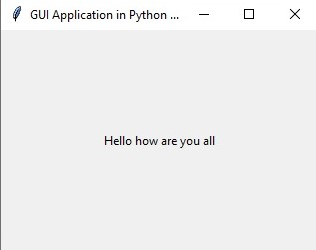 GUI Application in Python ...
Hello how are you all